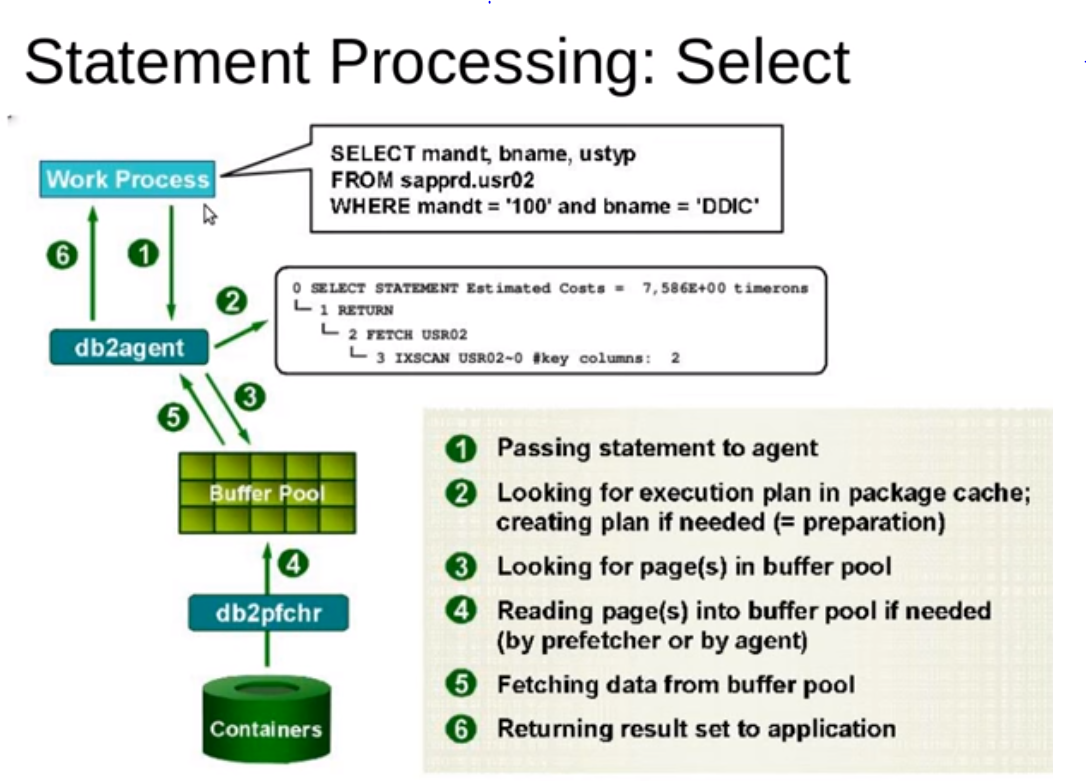 Statement Processing: Select
Work Process
SELECT mandt, bname, ustyp
FROM sapprd.usr02
WHERE mandt = '100' and bname = 'DDIC'
6
1
2
0 SELECT STATEMENT Estimated Costs = 7,586E+00 timerons
1 RETURN
2 FETCH USR02
3 IXSCAN USR02~0 #key columns: 2
db2agent
5
3
Buffer Pool
4
db2pfchr
Containers
1 Passing statement to agent
2 Looking for execution plan in package cache;
creating plan if needed (= preparation)
3 Looking for page(s) in buffer pool
4 Reading page(s) into buffer pool if needed
(by prefetcher or by agent)
5 Fetching data from buffer pool
6 Returning result set to application